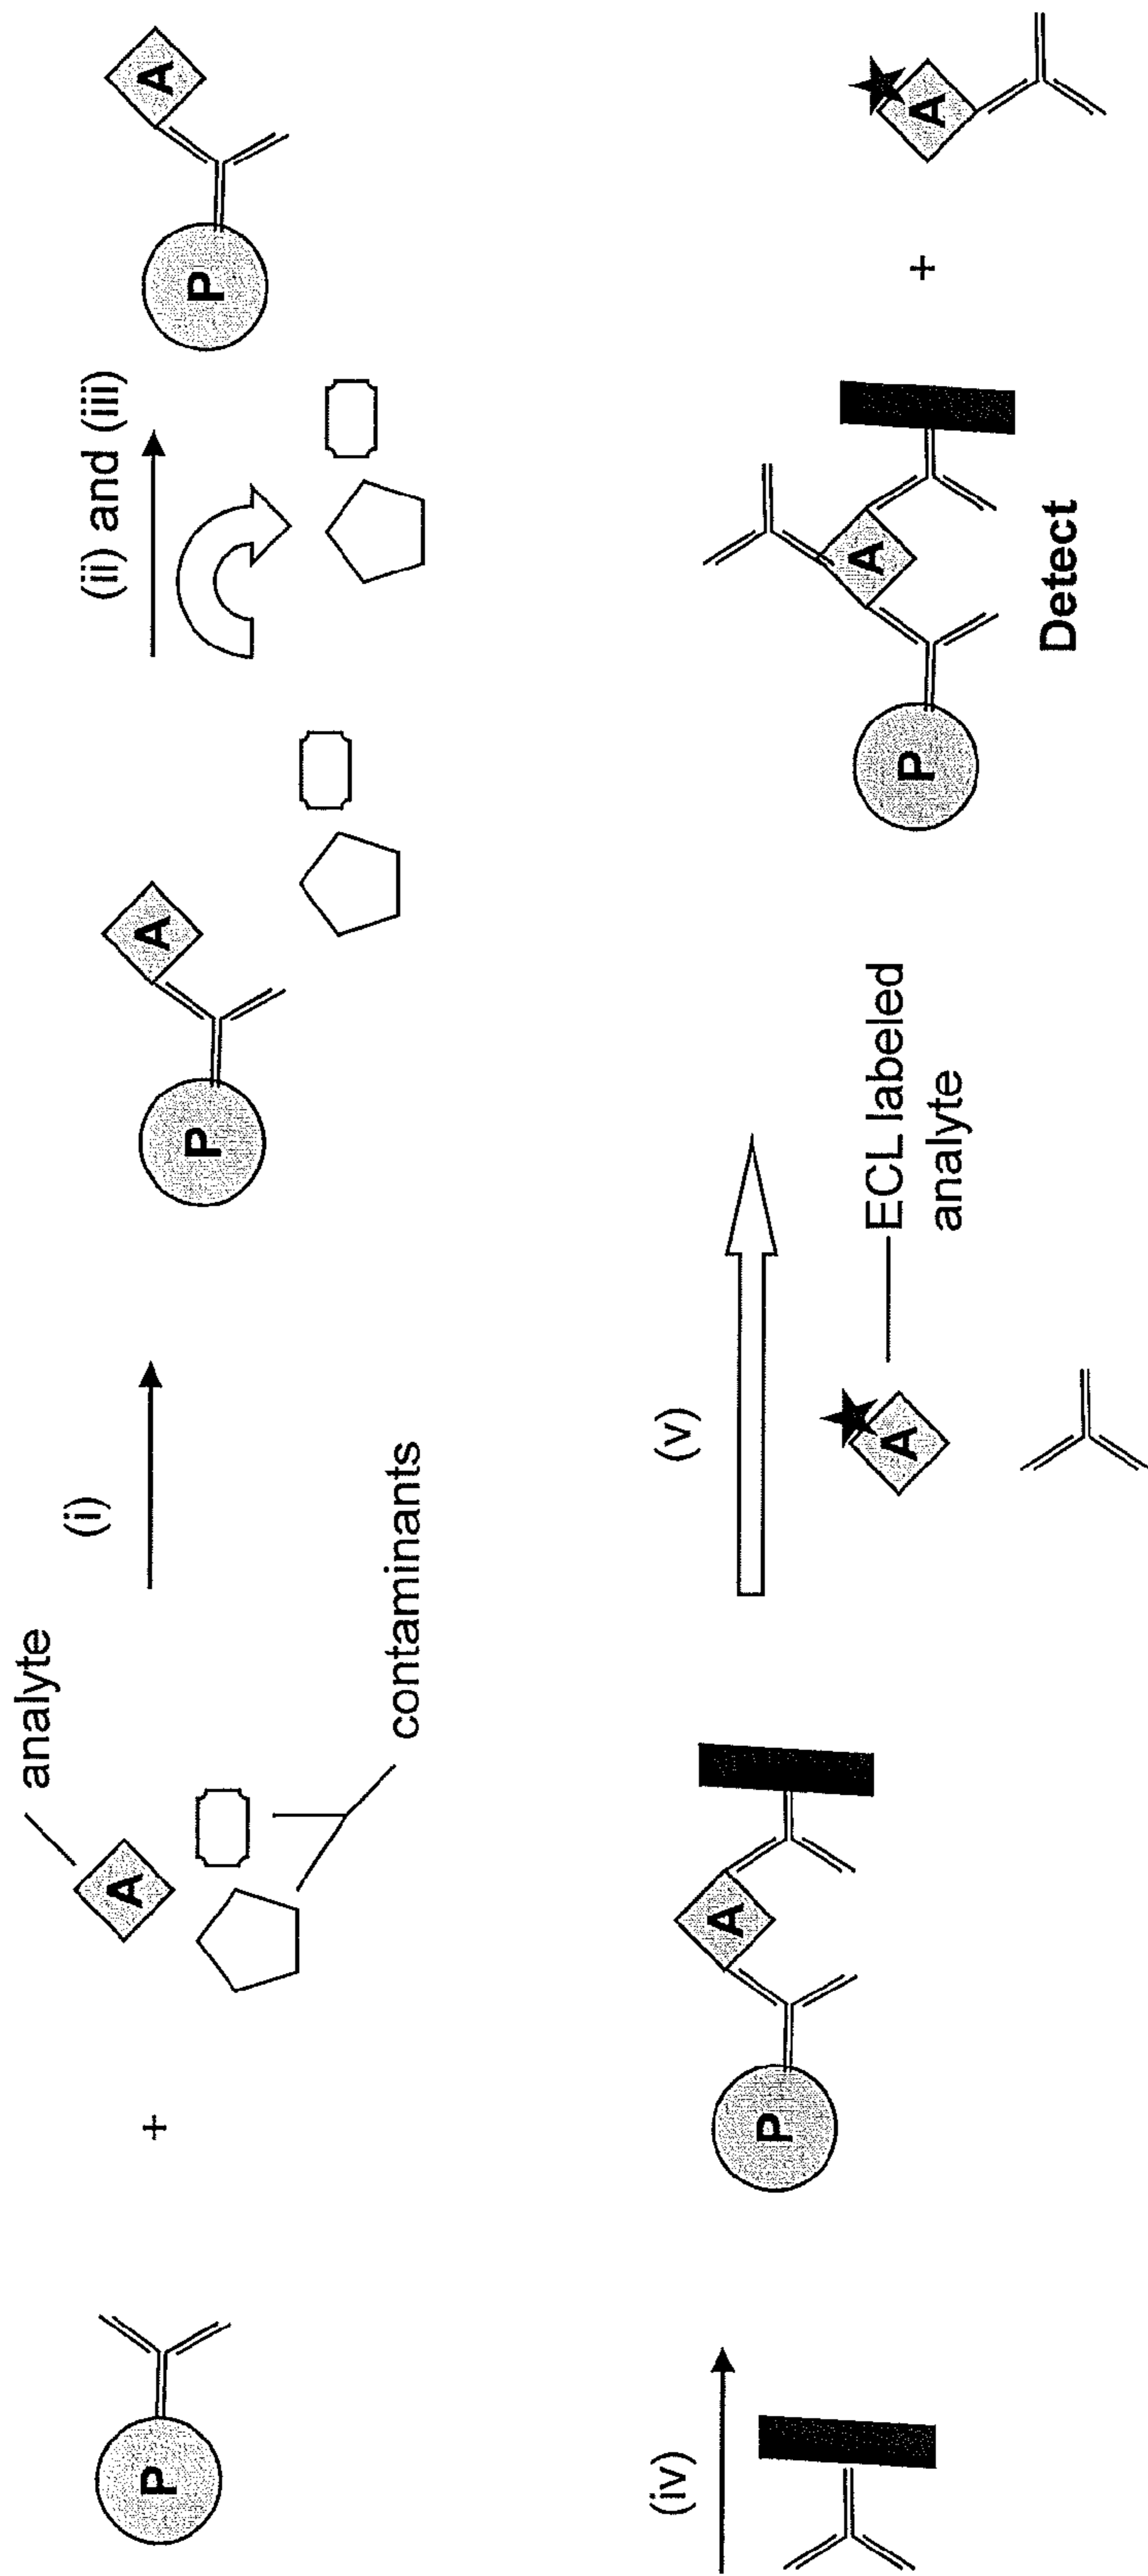 analyte
(i)
(ii) and (iii)
P
+
A
P
A
P
A
contaminants
(iv)
(v)
P
A
A
ECL labeled
analyte
P
A
+
A
Detect